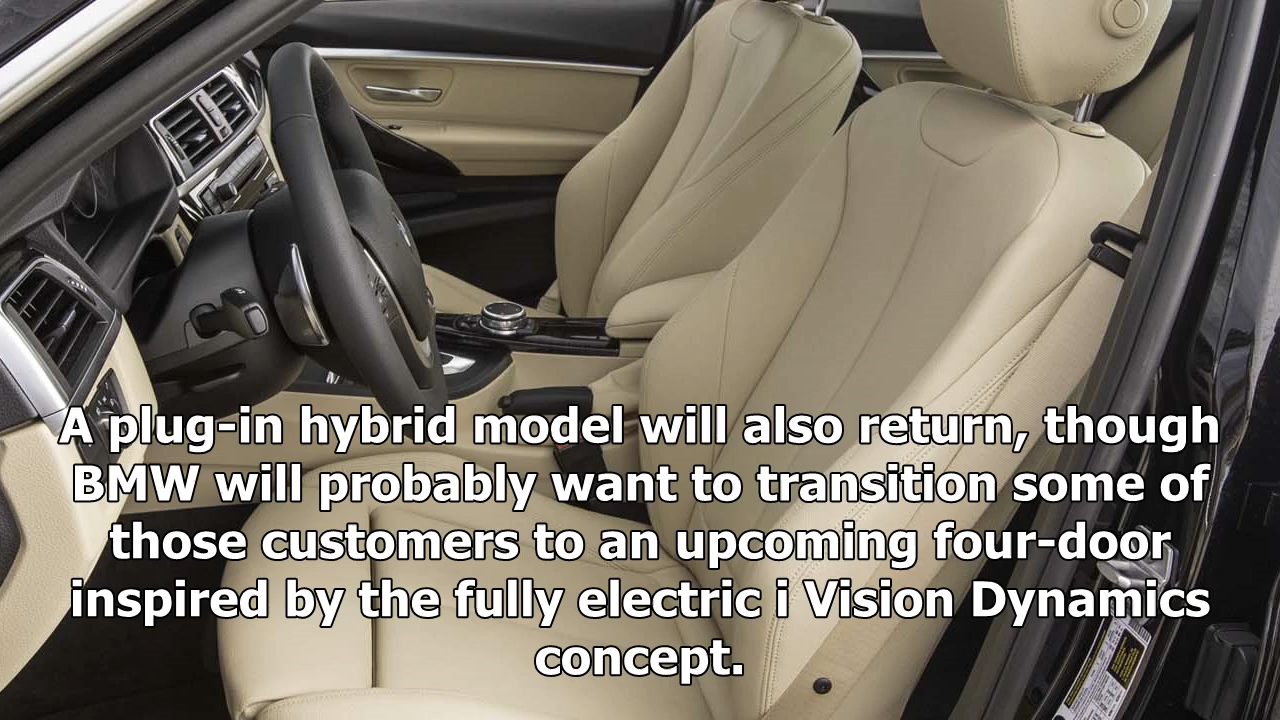 A plug-in hybrid model will also return, though
BMW will probably want to transition some of
those customers to an upcoming four-door
inspired by the fully electric i Vision Dynamics
concept.